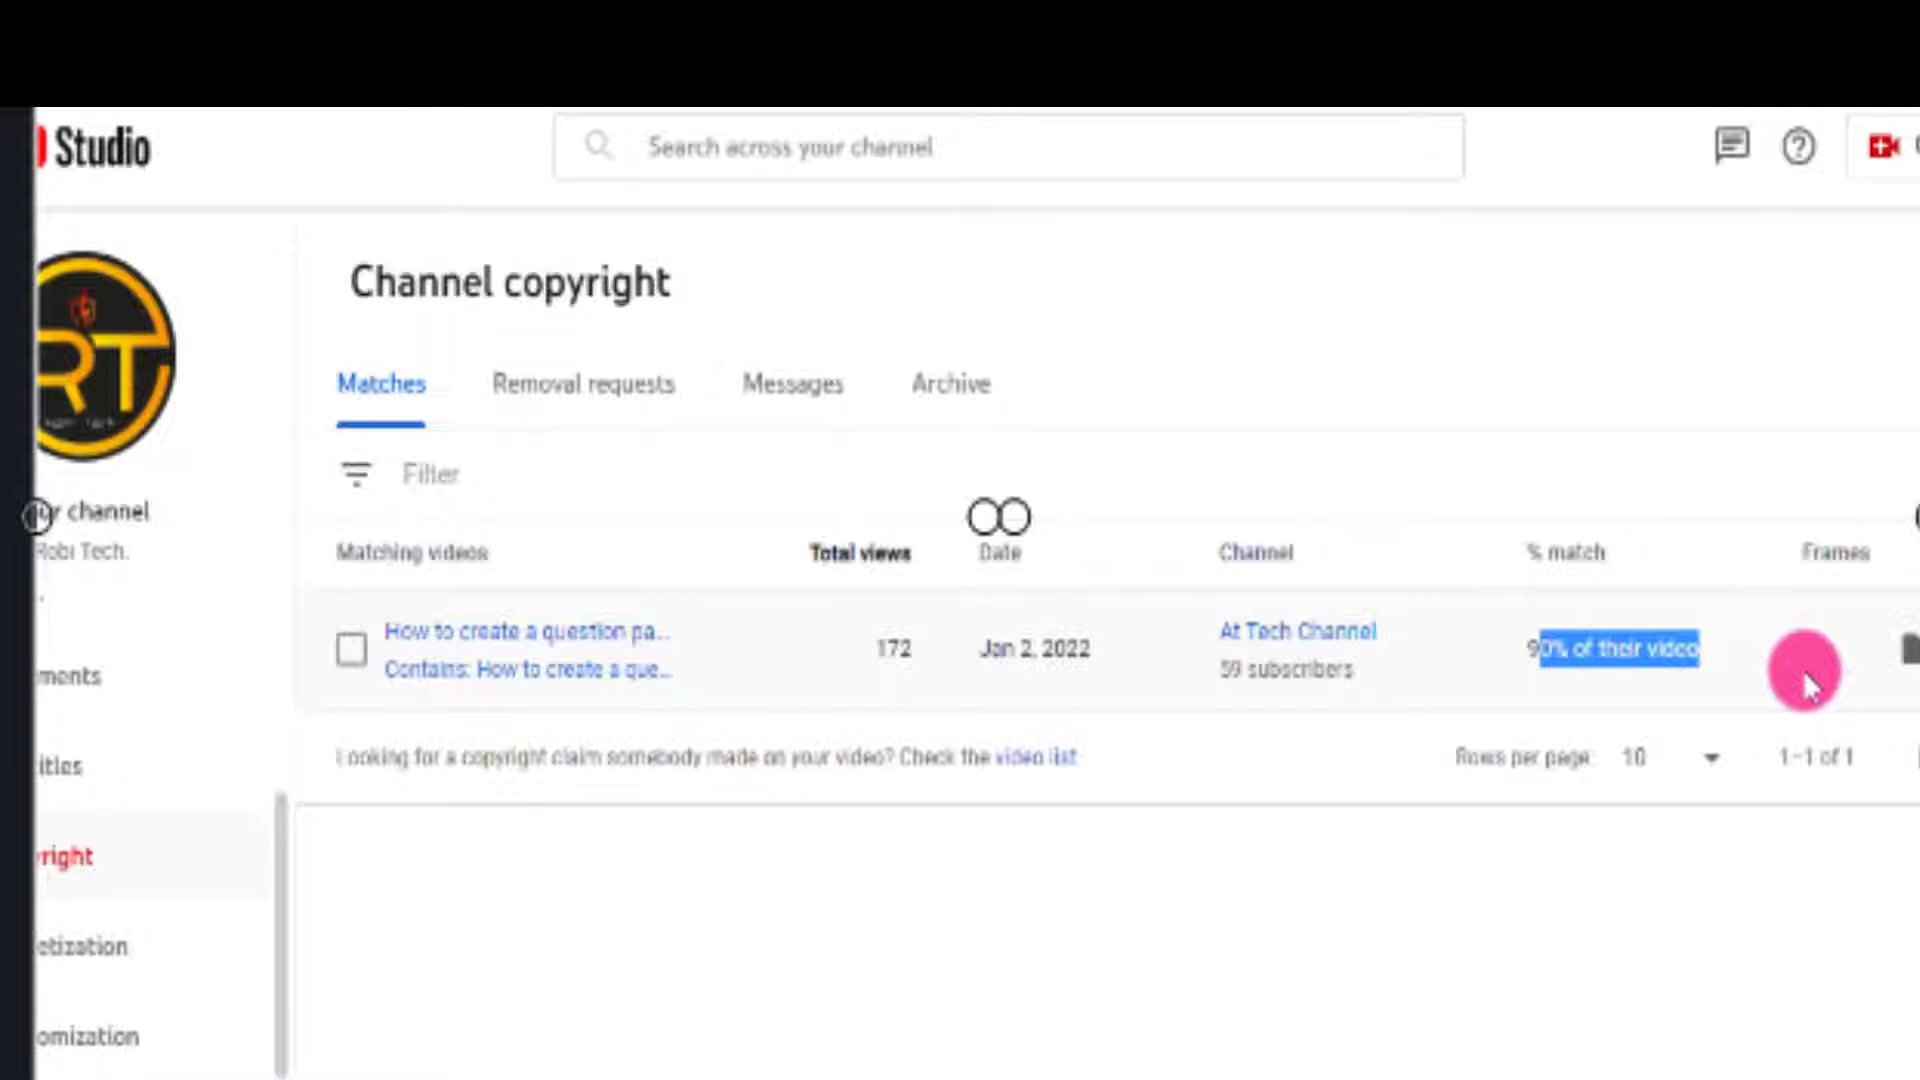 Studio
Search across your channel
RT
Channel copyright
Matches Removal requests Messages Archive
Filter
ur channel
Robi Tech.
Matching videos Total views Date Channel % match Frames
How to create a question pa... 172 Jan 2, 2022 At Tech Channel 90% of their video
Contains: How to create a que... 59 subscribers
ments
Looking for a copyright claim somebody made on your video? Check the video list Rows per page 10 1–1 of 1
itles
right
etization
omization